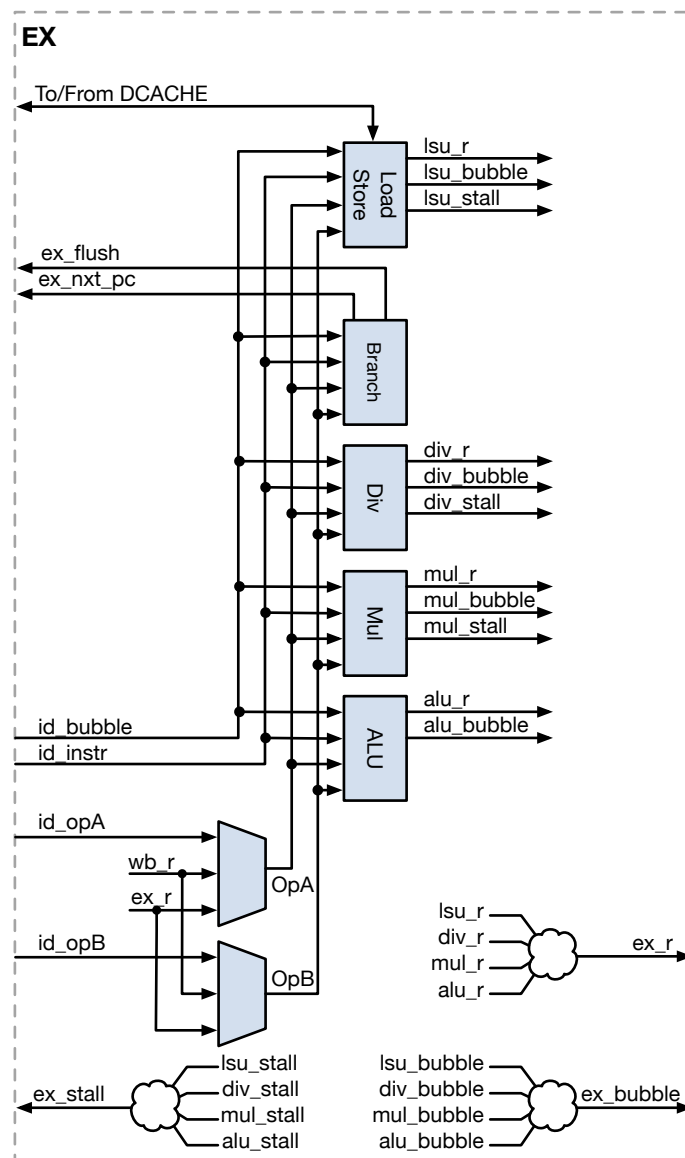 EX
To/From DCACHE
Load
Store
lsu_r
lsu_bubble
lsu_stall
ex_flush
ex_nxt_pc
Branch
Div
div_r
div_bubble
div_stall
Mul
mul_r
mul_bubble
mul_stall
ALU
alu_r
alu_bubble
id_bubble
id_instr
id_opA
wb_r
ex_r
OpA
id_opB
OpB
lsu_r
div_r
mul_r
alu_r
ex_r
ex_stall
lsu_stall
div_stall
mul_stall
alu_stall
lsu_bubble
div_bubble
mul_bubble
alu_bubble
ex_bubble